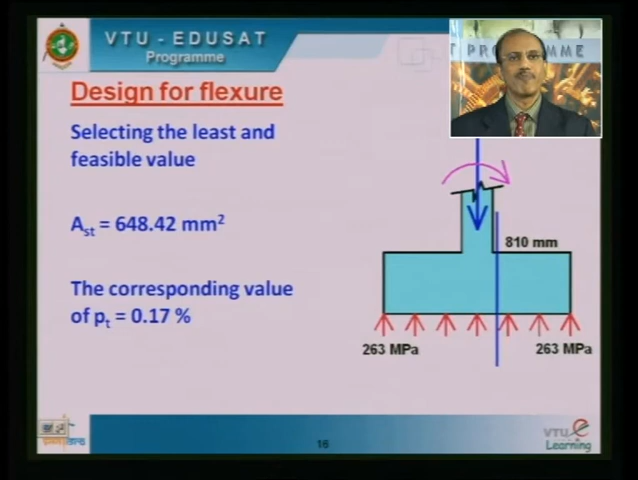 VTU - EDUSAT
Programme
T PROGRAMME
Design for flexure
Selecting the least and
feasible value
Ast = 648.42 mm2
The corresponding value
of pt = 0.17 %
810 mm
263 MPa
263 MPa
16
VTU e
Learning